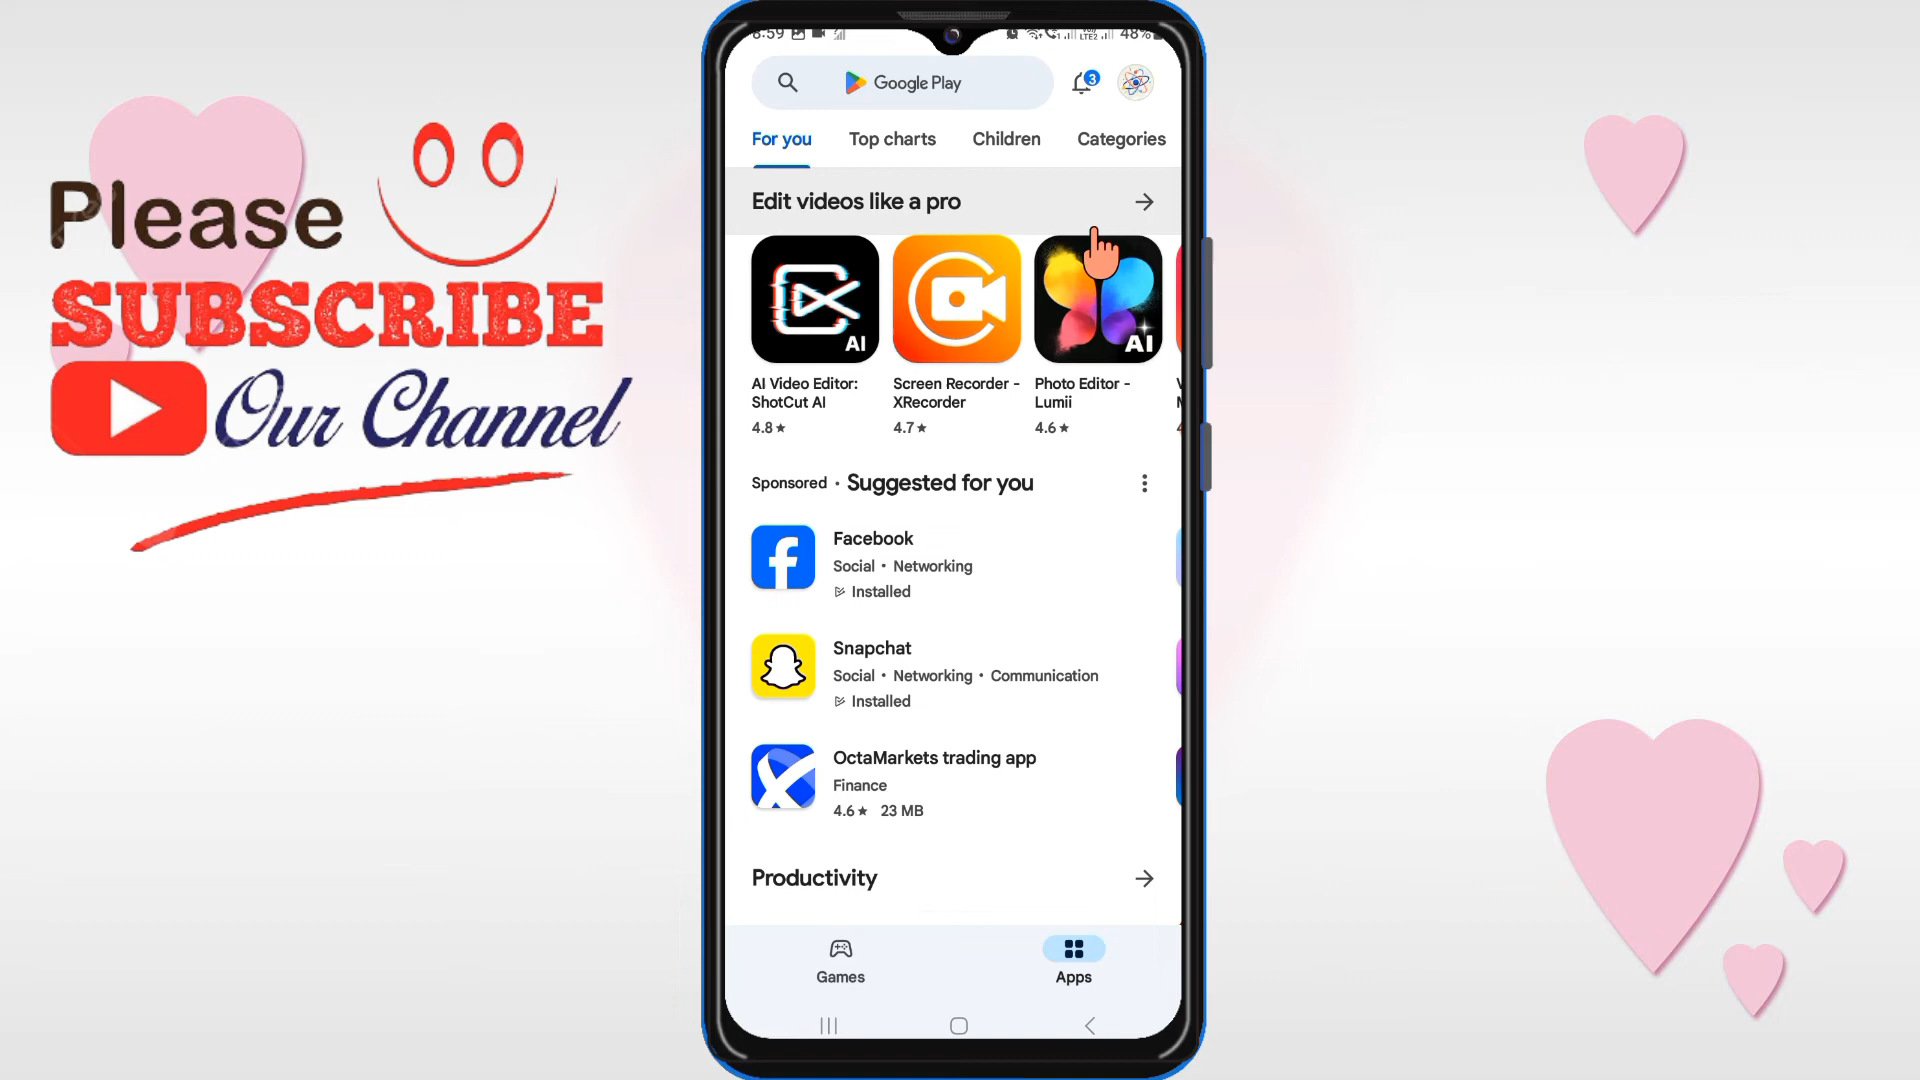 Please
SUBSCRIBE
Our Channel
8:59
48%
Google Play
3
For you
Top charts
Children
Categories
Edit videos like a pro
AI
AI
AI Video Editor:
ShotCut AI
4.8★
Screen Recorder -
XRecorder
4.7★
Photo Editor -
Lumii
4.6★
Sponsored • Suggested for you
Facebook
Social • Networking
Installed
Snapchat
Social • Networking • Communication
Installed
OctaMarkets trading app
Finance
4.6★ 23 MB
Productivity
Games
Apps